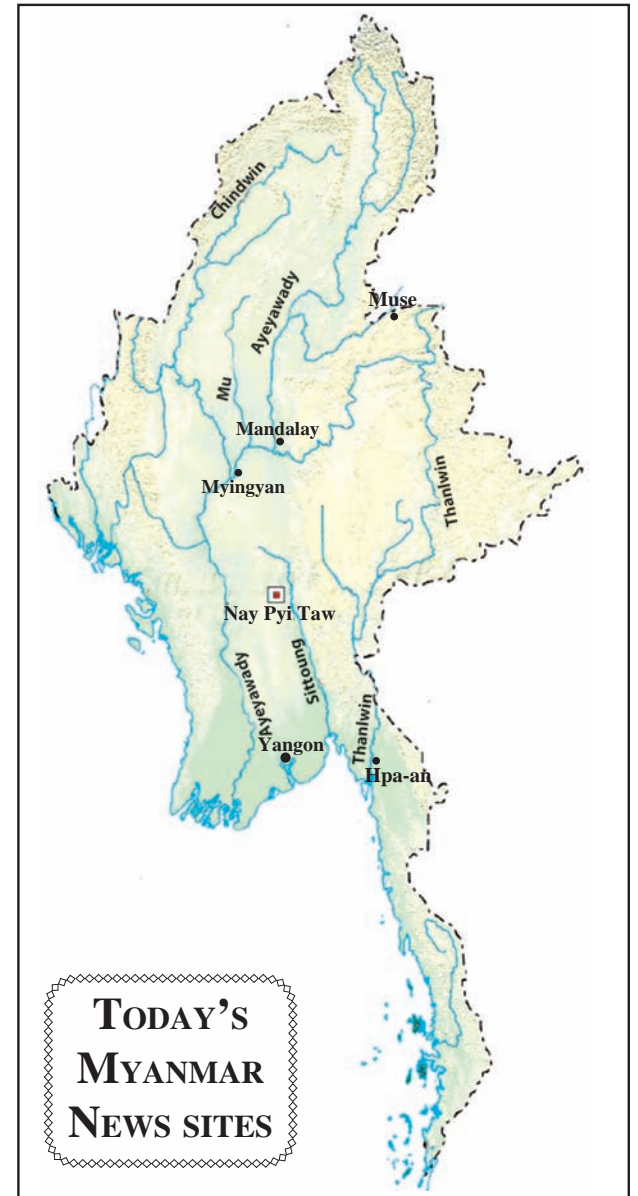 Chindwin
Ayeyawady
Muse
Mu
Mandalay
Myingyan
Thanlwin
Nay Pyi Taw
Ayeyawady
Sittoung
Thanlwin
Yangon
Hpa-an
TODAY'S
MYANMAR
NEWS SITES